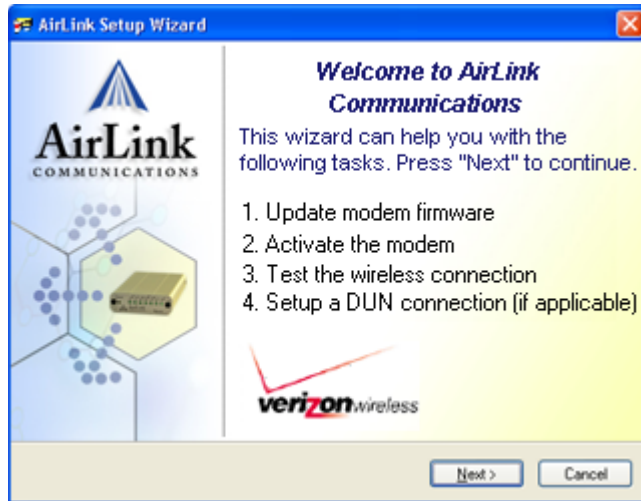 AirLink Setup Wizard
AirLink
COMMUNICATIONS
Welcome to AirLink
Communications
This wizard can help you with the
following tasks. Press "Next" to continue.
1. Update modem firmware
2. Activate the modem
3. Test the wireless connection
4. Setup a DUN connection (if applicable)
verizonwireless
Next >
Cancel